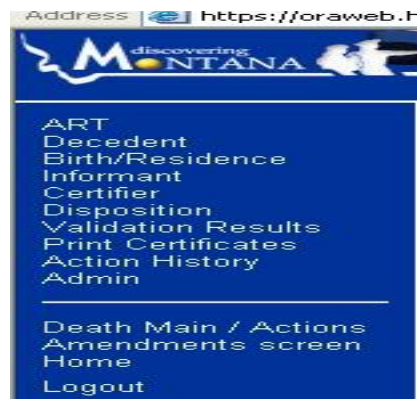 Address https://oraweb.h
discovering
MONTANA
ART
Decedent
Birth/Residence
Informant
Certifier
Disposition
Validation Results
Print Certificates
Action History
Admin
Death Main / Actions
Amendments screen
Home
Logout